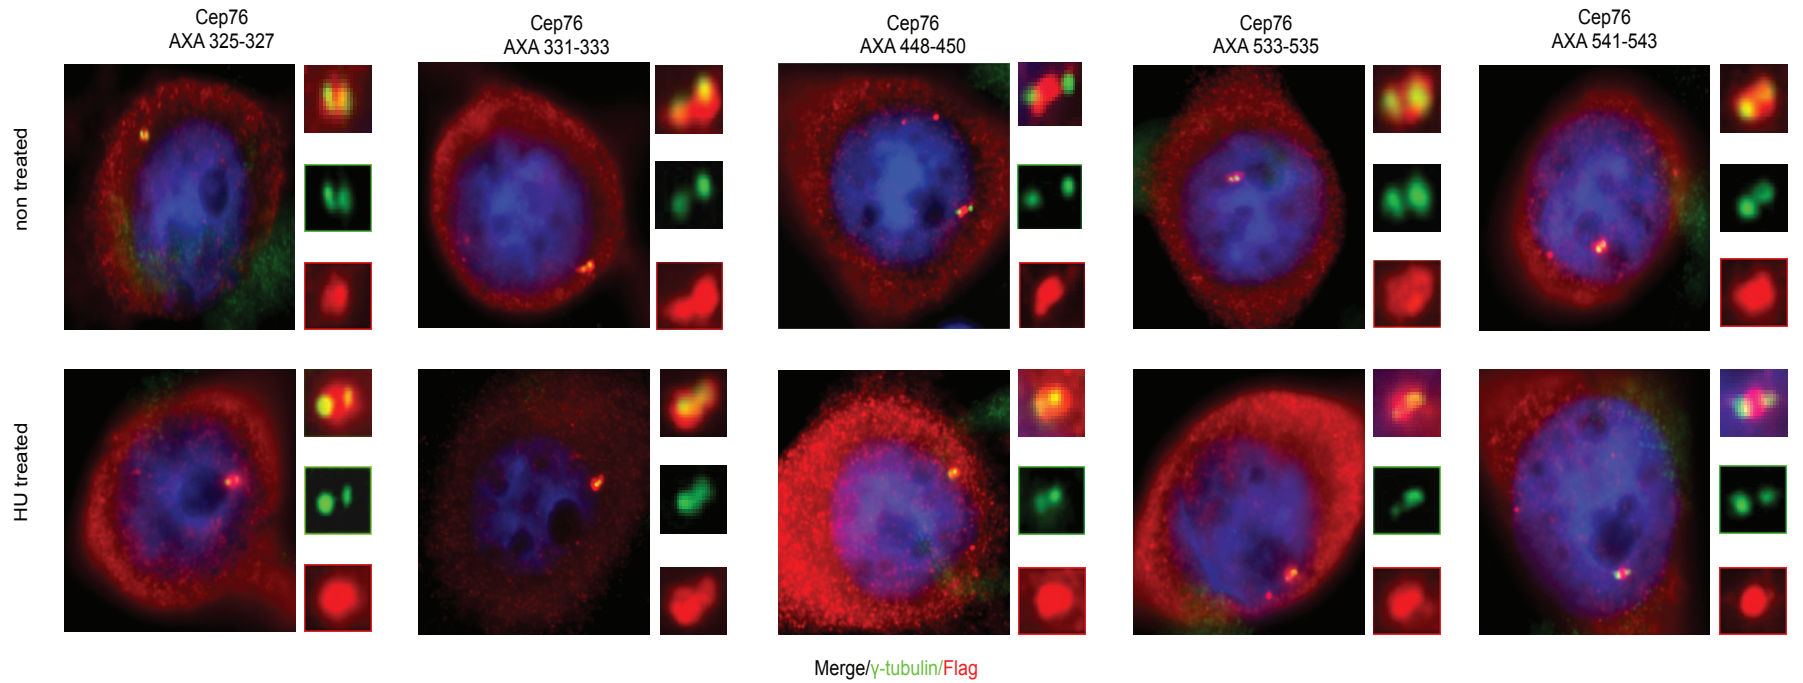 Cep76
AXA 325-327
Cep76
AXA 331-333
Cep76
AXA 448-450
Cep76
AXA 533-535
Cep76
AXA 541-543
non treated
HU treated
Merge/γ-tubulin/Flag